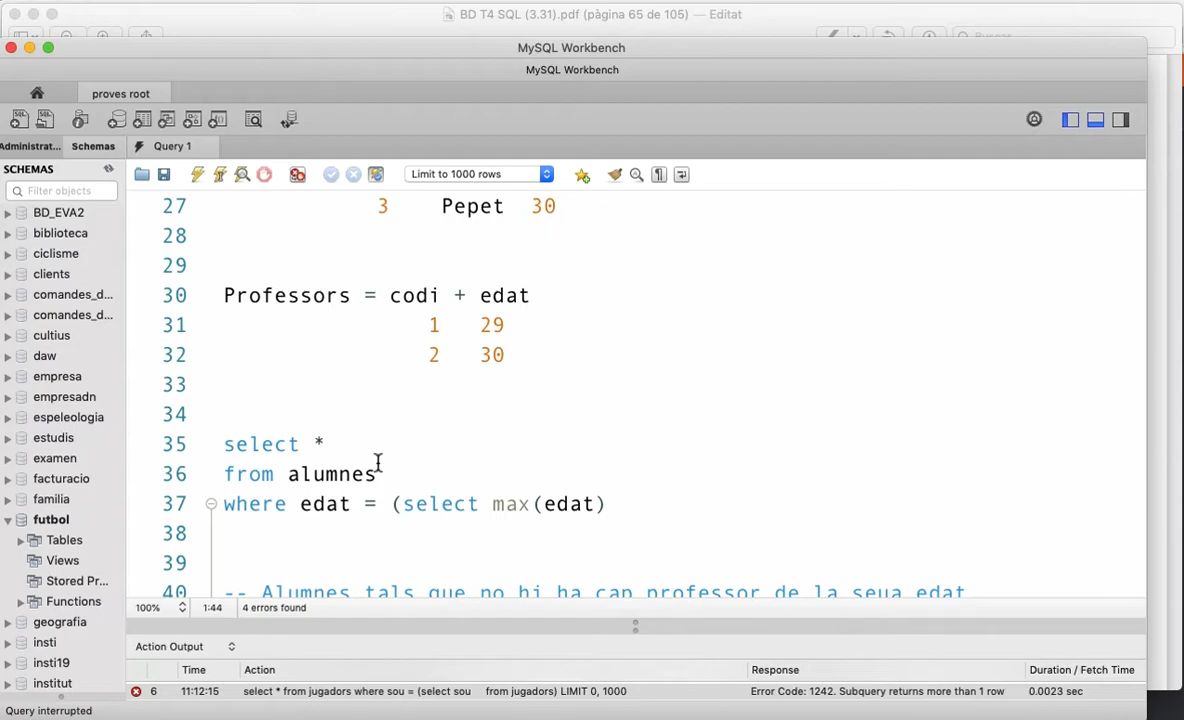 BD T4 SQL (3.31).pdf (pàgina 65 de 105) — Editat
MySQL Workbench
MySQL Workbench
proves root
Administrat...
Schemas
Query 1
SCHEMAS
Limit to 1000 rows
Filter objects
BD_EVA2
biblioteca
ciclisme
clients
comandes_d...
comandes_d...
cultius
daw
empresa
empresadn
espeleologia
estudis
examen
facturacio
familia
futbol
Tables
Views
Stored Pr...
Functions
geografia
insti
insti19
institut
27 3 Pepet 30
28
29
30 Professors = codi + edat
31 1 29
32 2 30
33
34
35 select *
36 from alumnes
37 where edat = (select max(edat)
38
39
40 -- Alumnes tals que no hi ha cap professor de la seua edat
100% 1:44 4 errors found
Action Output
Time Action Response Duration / Fetch Time
6 11:12:15 select * from jugadors where sou = (select sou from jugadors) LIMIT 0, 1000 Error Code: 1242. Subquery returns more than 1 row 0.0023 sec
Query interrupted